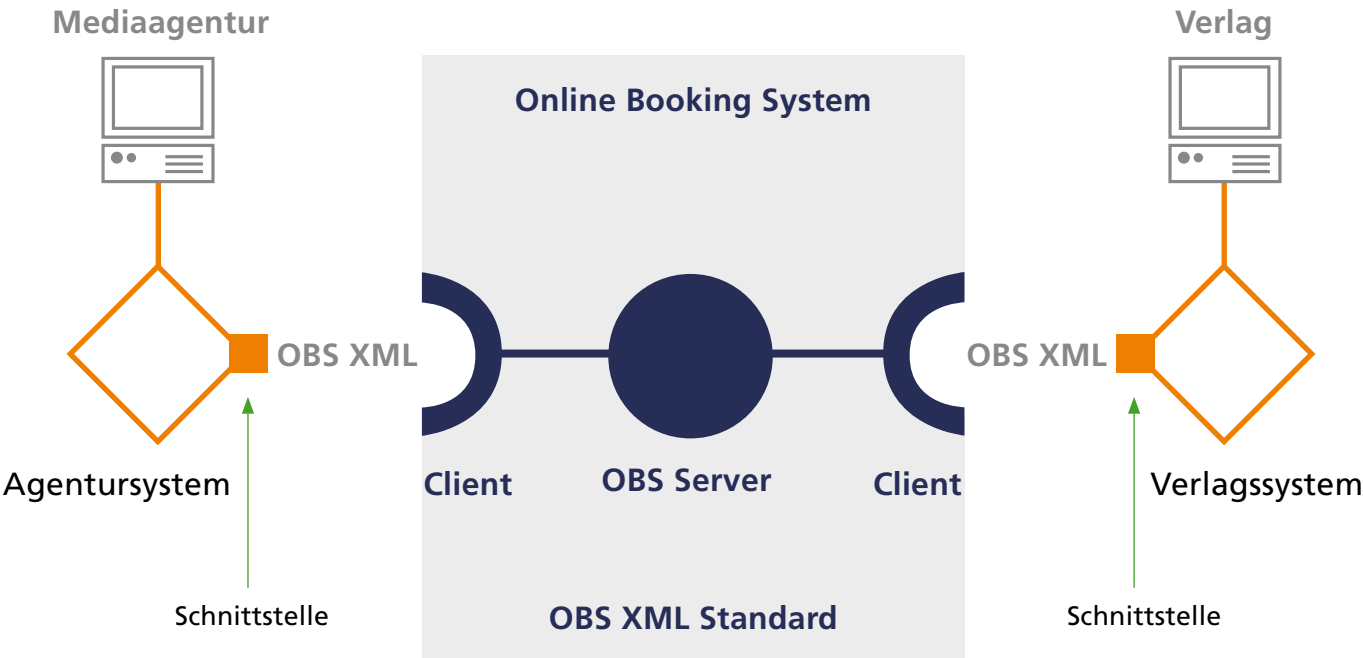 Mediaagentur
Verlag
Online Booking System
OBS XML
OBS XML
Agentursystem
Client
OBS Server
Client
Verlagssystem
Schnittstelle
OBS XML Standard
Schnittstelle